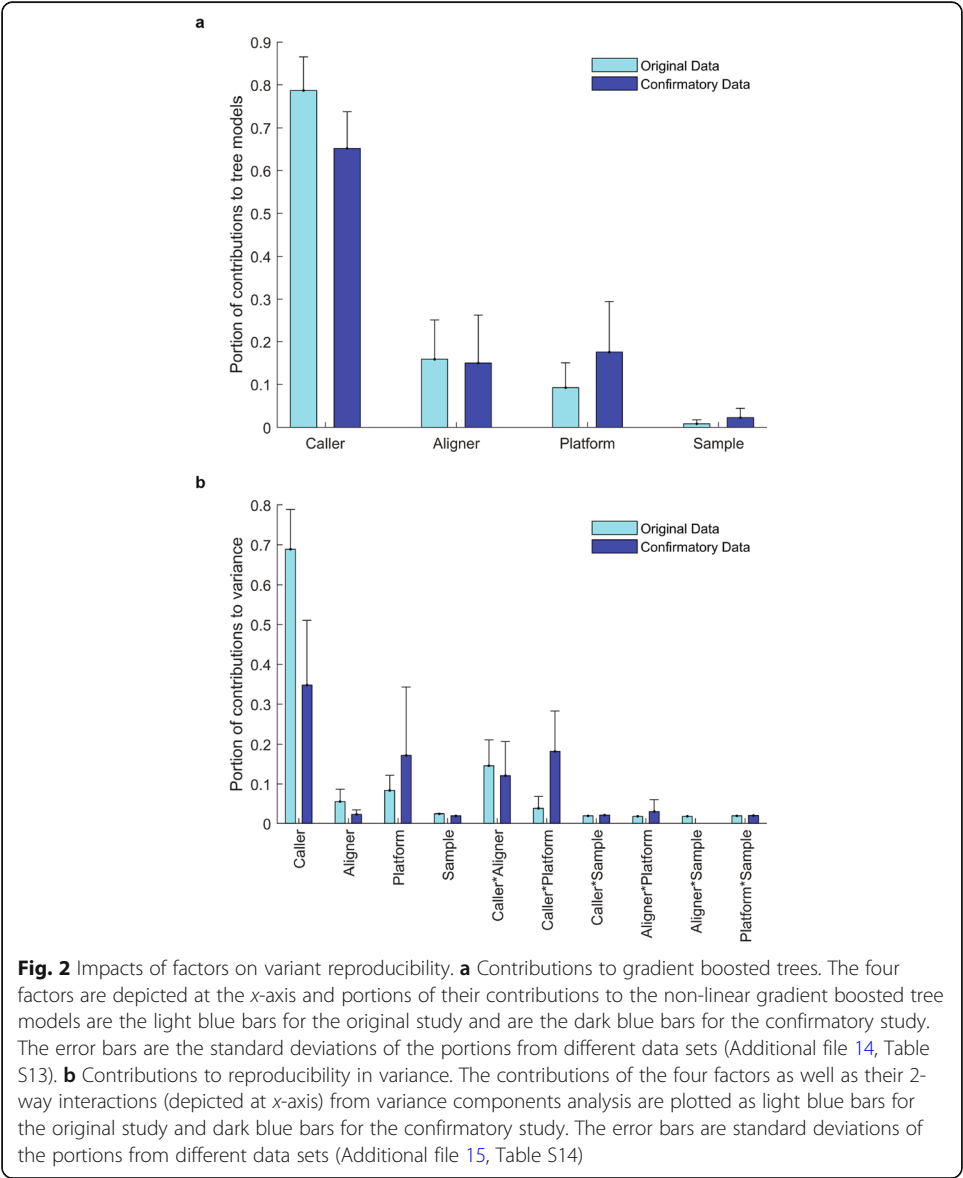 a
0.9
0.8
0.7
0.6
0.5
0.4
0.3
0.2
0.1
0
Portion of contributions to tree models
Original Data
Confirmatory Data
Caller Aligner Platform Sample
b
0.8
0.7
0.6
0.5
0.4
0.3
0.2
0.1
0
Portion of contributions to variance
Original Data
Confirmatory Data
Caller
Aligner
Platform
Sample
Caller*Aligner
Caller*Platform
Caller*Sample
Aligner*Platform
Aligner*Sample
Platform*Sample
Fig. 2 Impacts of factors on variant reproducibility. a Contributions to gradient boosted trees. The four
factors are depicted at the x-axis and portions of their contributions to the non-linear gradient boosted tree
models are the light blue bars for the original study and are the dark blue bars for the confirmatory study.
The error bars are the standard deviations of the portions from different data sets (Additional file 14, Table
S13). b Contributions to reproducibility in variance. The contributions of the four factors as well as their 2-
way interactions (depicted at x-axis) from variance components analysis are plotted as light blue bars for
the original study and dark blue bars for the confirmatory study. The error bars are standard deviations of
the portions from different data sets (Additional file 15, Table S14)